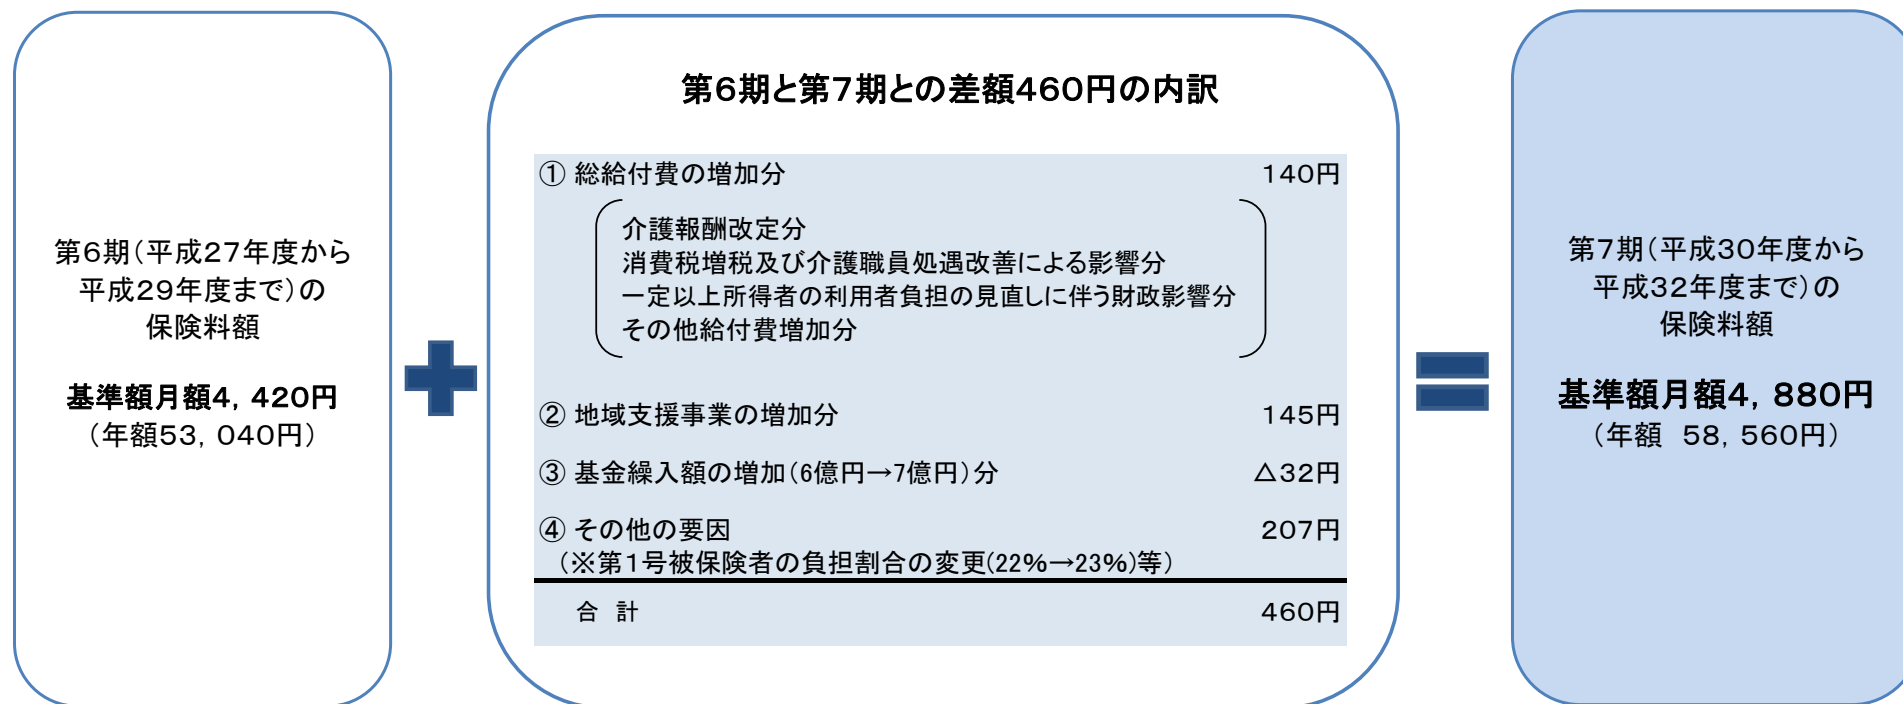 第6期(平成27年度から
平成29年度まで)の
保険料額
基準額月額4,420円
(年額53,040円)
第6期と第7期との差額460円の内訳
① 総給付費の増加分 140円
介護報酬改定分
消費税増税及び介護職員処遇改善による影響分
一定以上所得者の利用者負担の見直しに伴う財政影響分
その他給付費増加分
② 地域支援事業の増加分 145円
③ 基金繰入額の増加(6億円→7億円)分 △32円
④ その他の要因 207円
(※第1号被保険者の負担割合の変更(22%→23%)等)
合 計 460円
第7期(平成30年度から
平成32年度まで)の
保険料額
基準額月額4,880円
(年額 58,560円)